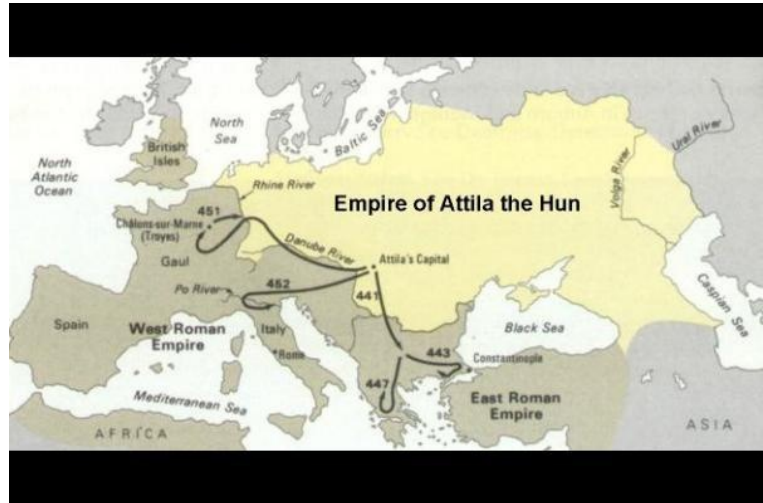 North
Sea
Baltic Sea
British
Isles
North
Atlantic
Ocean
Rhine River
Ural River
Volga River
Empire of Attila the Hun
451
Châlons-sur-Marne
(Troyes)
Danube River
Attila's Capital
Gaul
452
441
Caspian Sea
Po River
Spain
West Roman
Empire
Italy
Rome
Black Sea
443
Constantinople
447
Mediterranean Sea
East Roman
Empire
AFRICA
ASIA